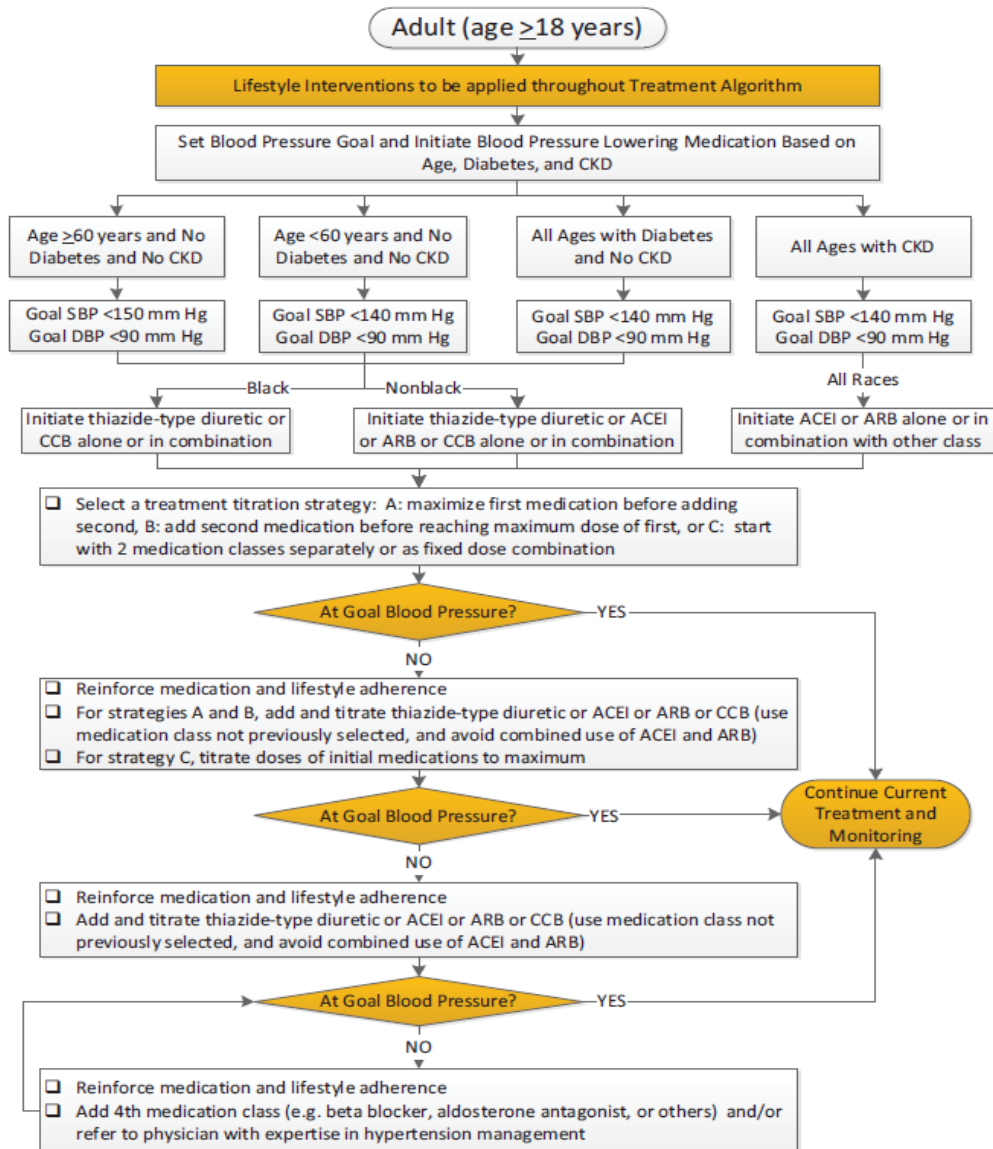 Adult (age ≥18 years)
Lifestyle Interventions to be applied throughout Treatment Algorithm
Set Blood Pressure Goal and Initiate Blood Pressure Lowering Medication Based on
Age, Diabetes, and CKD
Age ≥60 years and No
Diabetes and No CKD
Age <60 years and No
Diabetes and No CKD
All Ages with Diabetes
and No CKD
All Ages with CKD
Goal SBP <150 mm Hg
Goal DBP <90 mm Hg
Goal SBP <140 mm Hg
Goal DBP <90 mm Hg
Goal SBP <140 mm Hg
Goal DBP <90 mm Hg
Goal SBP <140 mm Hg
Goal DBP <90 mm Hg
Black
Nonblack
All Races
Initiate thiazide-type diuretic or
CCB alone or in combination
Initiate thiazide-type diuretic or ACEI
or ARB or CCB alone or in combination
Initiate ACEI or ARB alone or in
combination with other class
❑ Select a treatment titration strategy: A: maximize first medication before adding
second, B: add second medication before reaching maximum dose of first, or C: start
with 2 medication classes separately or as fixed dose combination
At Goal Blood Pressure?
YES
NO
❑ Reinforce medication and lifestyle adherence
❑ For strategies A and B, add and titrate thiazide-type diuretic or ACEI or ARB or CCB (use
medication class not previously selected, and avoid combined use of ACEI and ARB)
❑ For strategy C, titrate doses of initial medications to maximum
At Goal Blood Pressure?
YES
Continue Current
Treatment and
Monitoring
NO
❑ Reinforce medication and lifestyle adherence
❑ Add and titrate thiazide-type diuretic or ACEI or ARB or CCB (use medication class not
previously selected, and avoid combined use of ACEI and ARB)
At Goal Blood Pressure?
YES
NO
❑ Reinforce medication and lifestyle adherence
❑ Add 4th medication class (e.g. beta blocker, aldosterone antagonist, or others) and/or
refer to physician with expertise in hypertension management